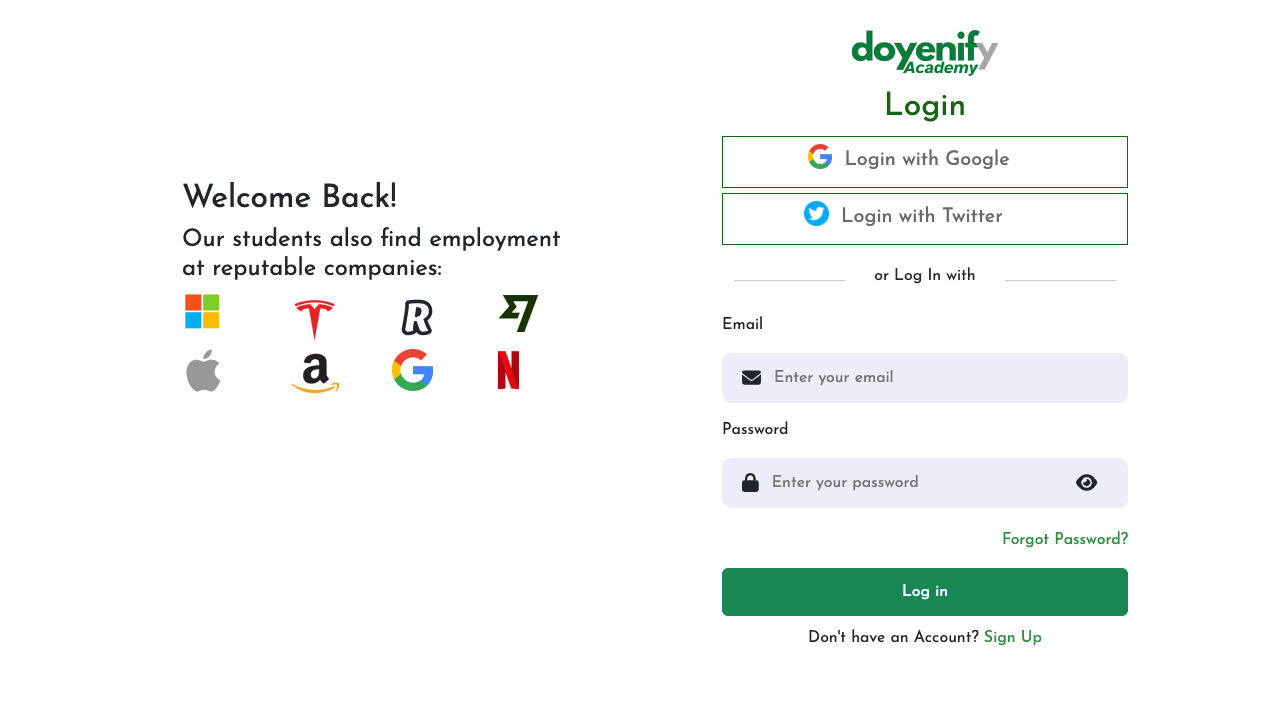 Welcome Back!
Our students also find employment
at reputable companies:
doyenify
Academy
Login
Login with Google
Login with Twitter
or Log In with
Email
Enter your email
Password
Enter your password
Forgot Password?
Log in
Don't have an Account? Sign Up